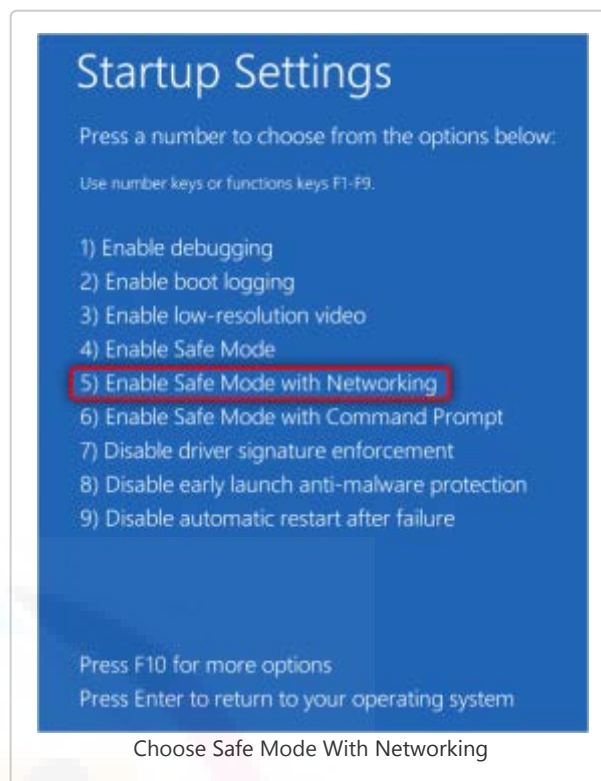 Startup Settings
Press a number to choose from the options below:
Use number keys or functions keys F1-F9.
1) Enable debugging
2) Enable boot logging
3) Enable low-resolution video
4) Enable Safe Mode
5) Enable Safe Mode with Networking
6) Enable Safe Mode with Command Prompt
7) Disable driver signature enforcement
8) Disable early launch anti-malware protection
9) Disable automatic restart after failure
Press F10 for more options
Press Enter to return to your operating system
Choose Safe Mode With Networking